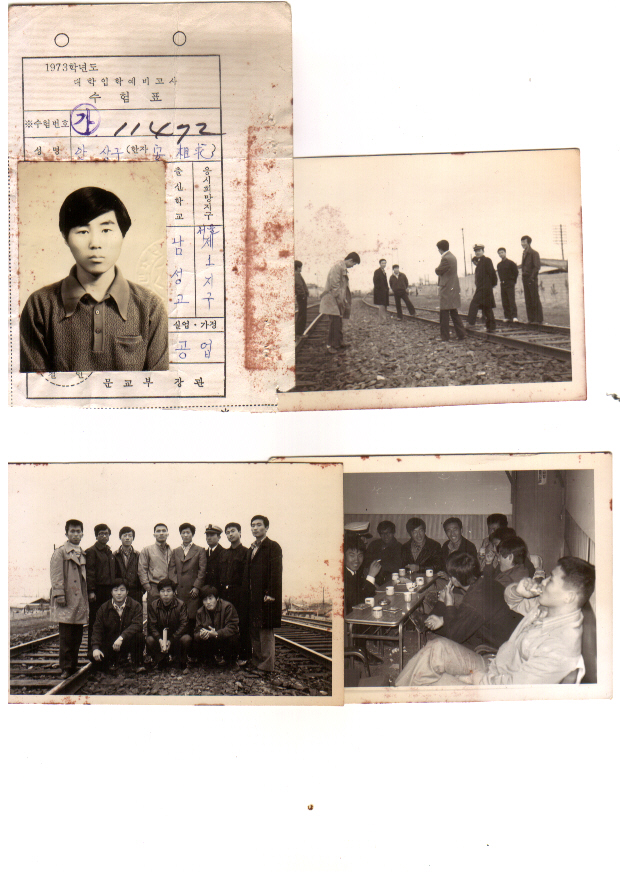 1973학년도
대학입학예비고사
수험표
※수험번호 가 11472
성명 안 상구 (한자 安 相求)
출신학교 남성고
응시희망지구 서울 제1지구
실업·가정
공업
문교부장관